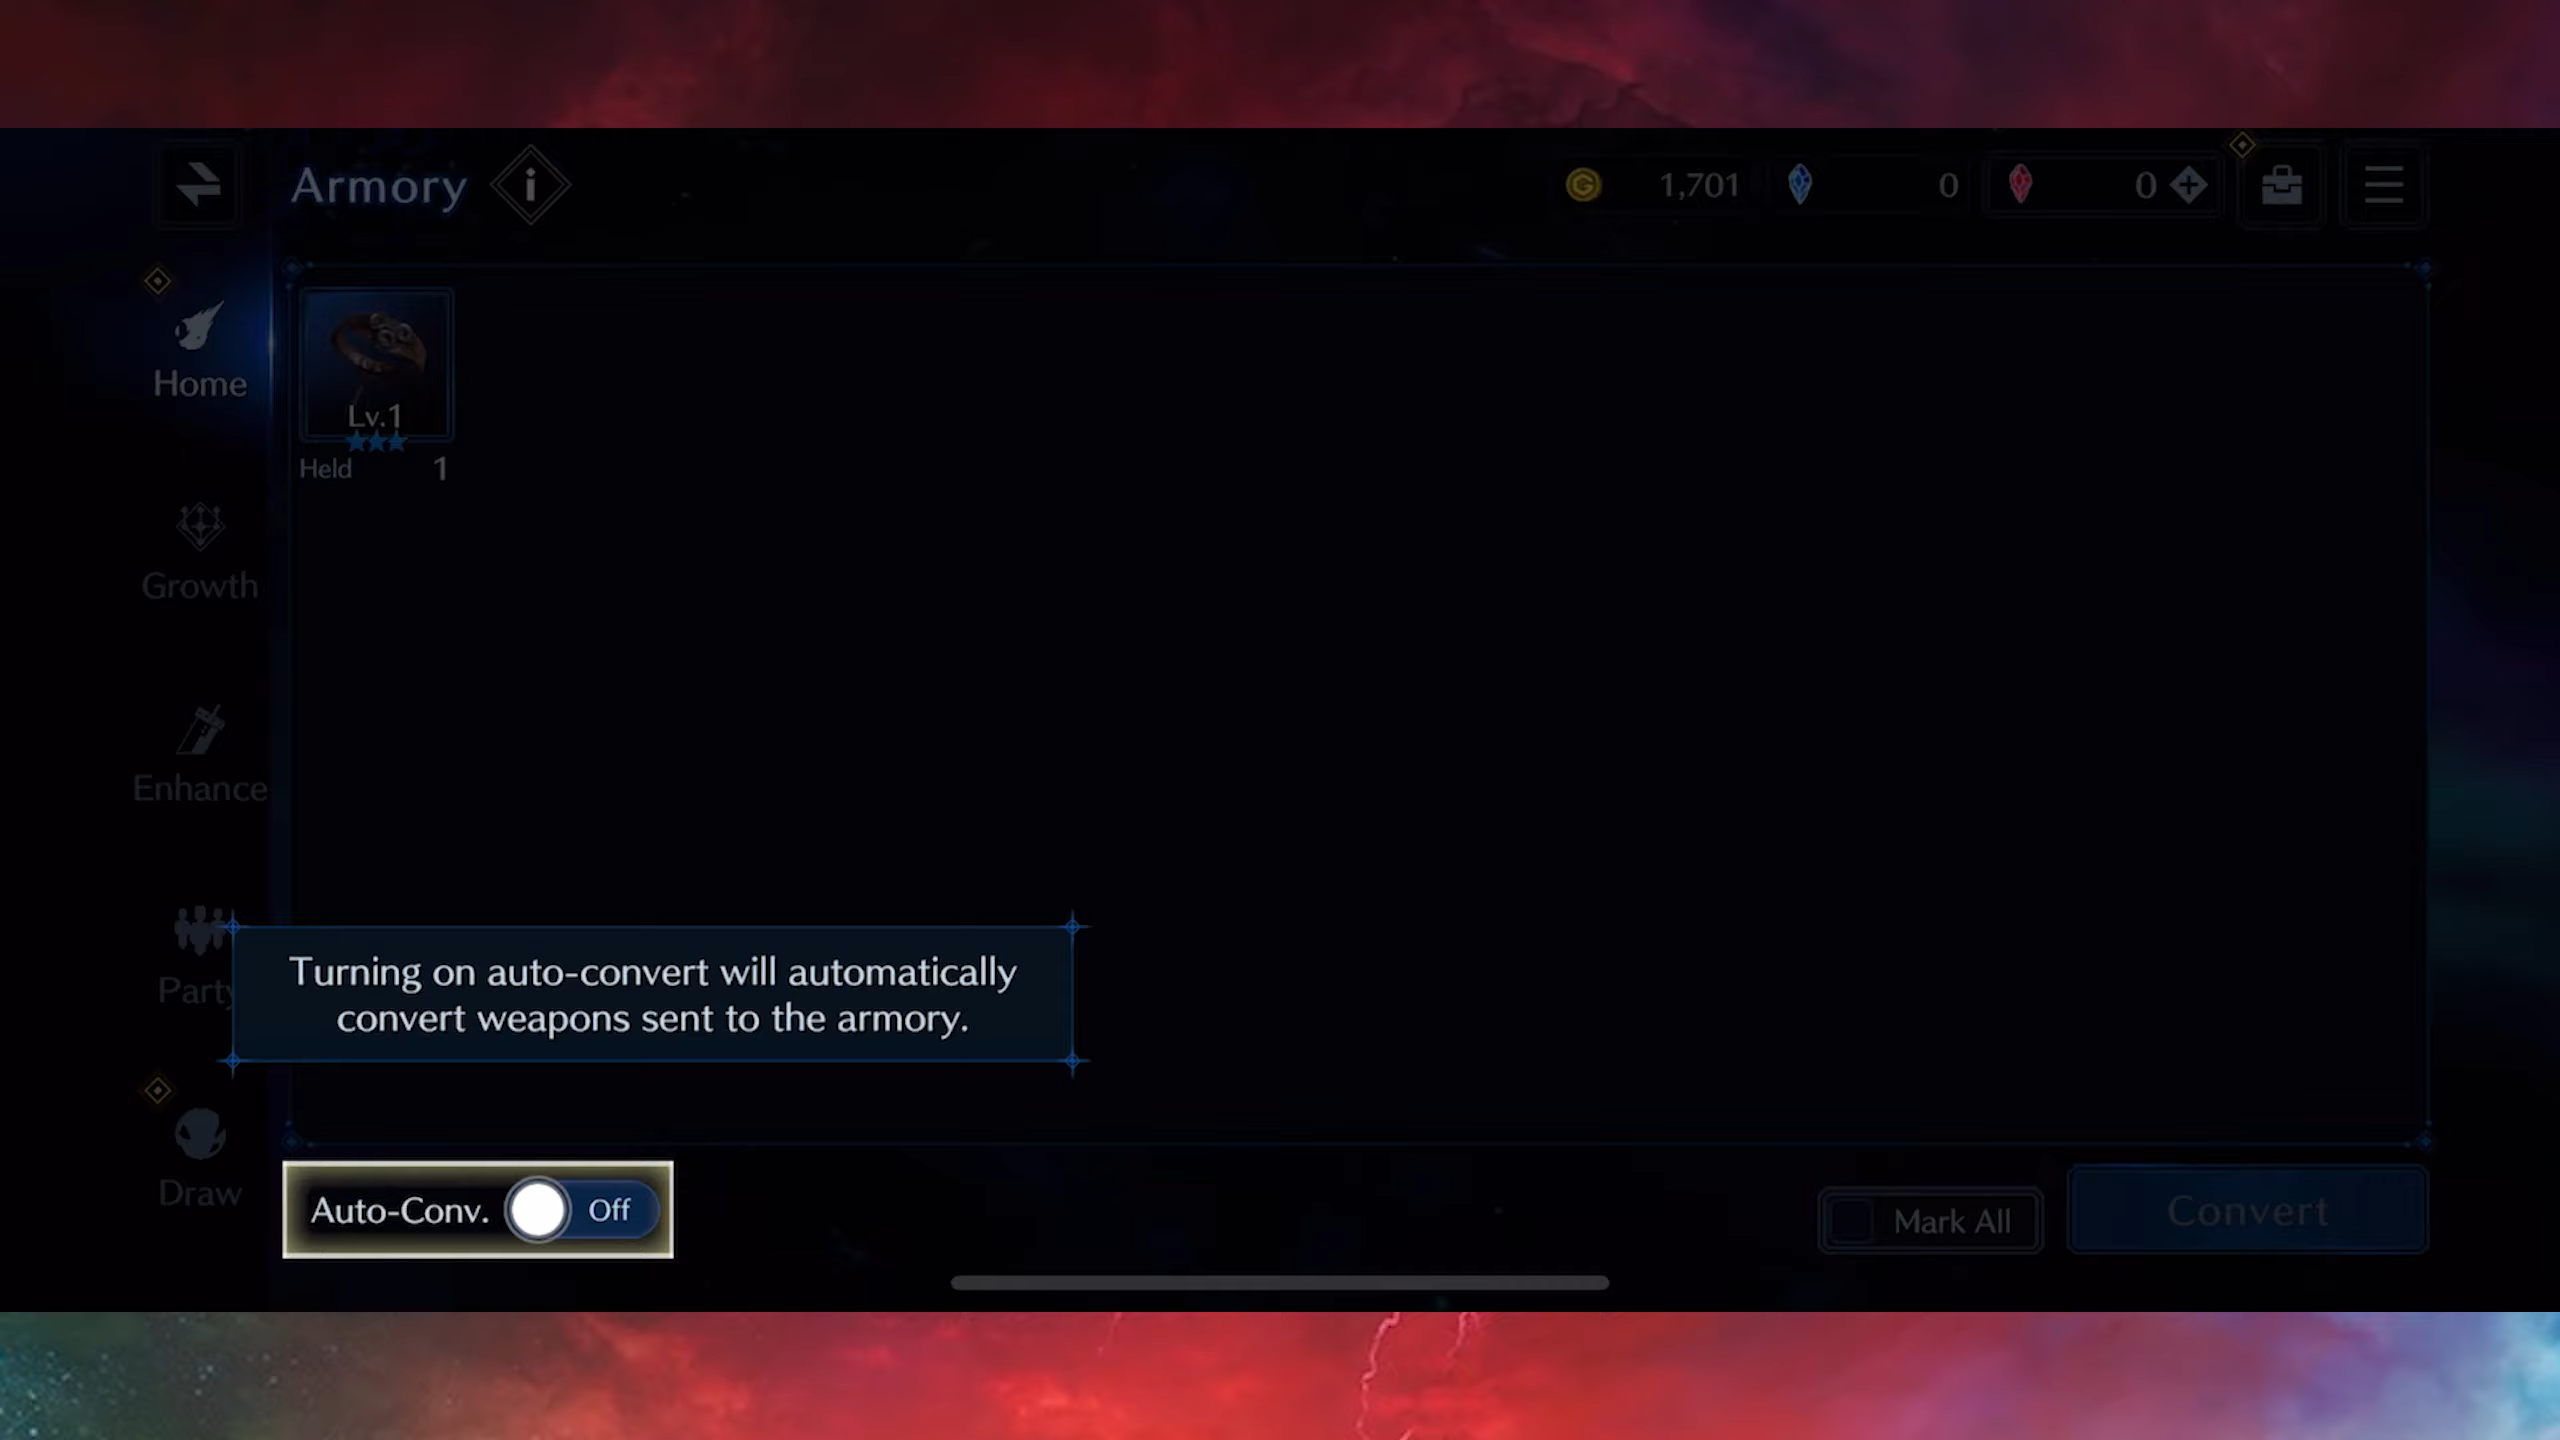 Armory
1,701
0
0
Home
Lv.1
Held 1
Growth
Enhance
Party
Turning on auto-convert will automatically
convert weapons sent to the armory.
Draw
Auto-Conv. Off
Mark All
Convert